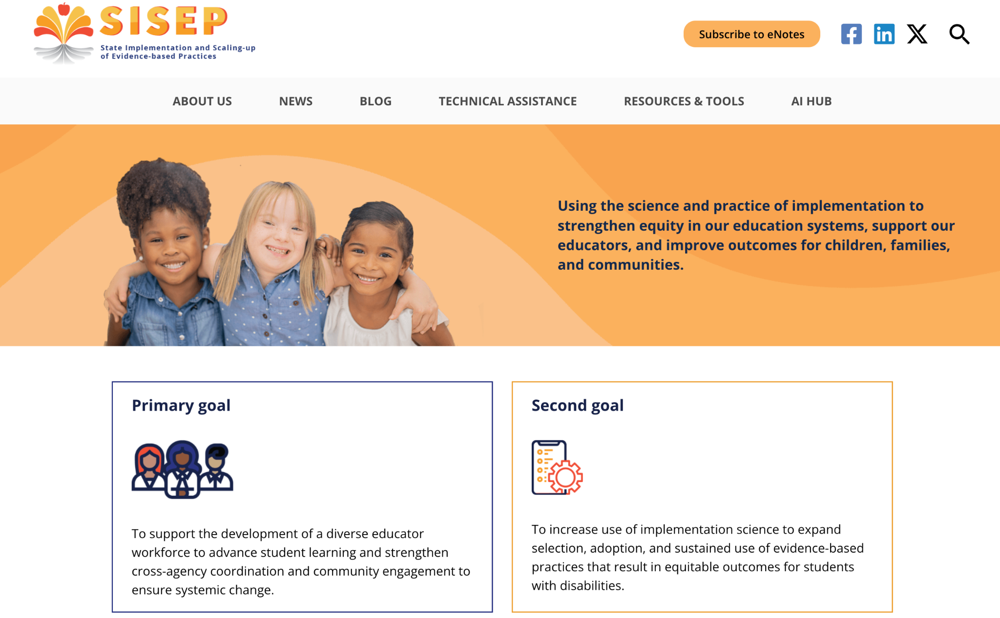 SISEP
State Implementation and Scaling-up
of Evidence-based Practices
Subscribe to eNotes
ABOUT US
NEWS
BLOG
TECHNICAL ASSISTANCE
RESOURCES & TOOLS
AI HUB
Using the science and practice of implementation to
strengthen equity in our education systems, support our
educators, and improve outcomes for children, families,
and communities.
Primary goal
To support the development of a diverse educator
workforce to advance student learning and strengthen
cross-agency coordination and community engagement to
ensure systemic change.
Second goal
To increase use of implementation science to expand
selection, adoption, and sustained use of evidence-based
practices that result in equitable outcomes for students
with disabilities.